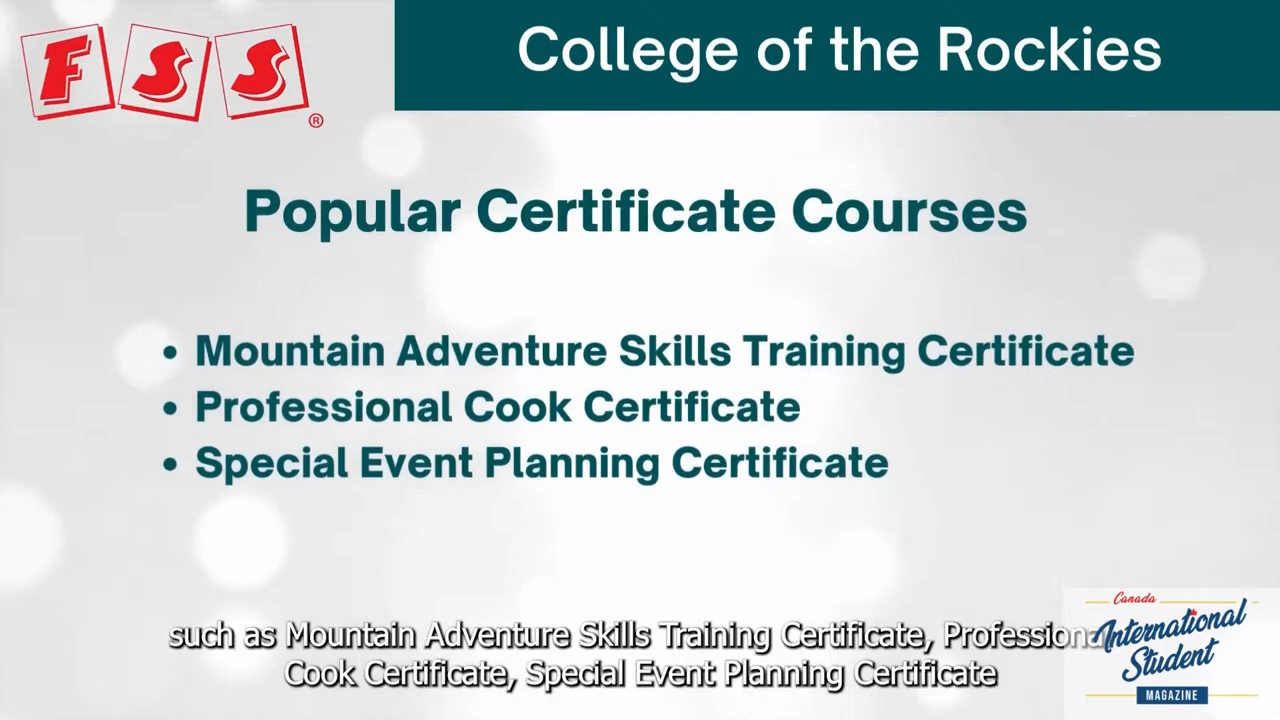 FSS®
College of the Rockies
Popular Certificate Courses
• Mountain Adventure Skills Training Certificate
• Professional Cook Certificate
• Special Event Planning Certificate
such as Mountain Adventure Skills Training Certificate, Professional
Cook Certificate, Special Event Planning Certificate
Canada
International
Student
MAGAZINE